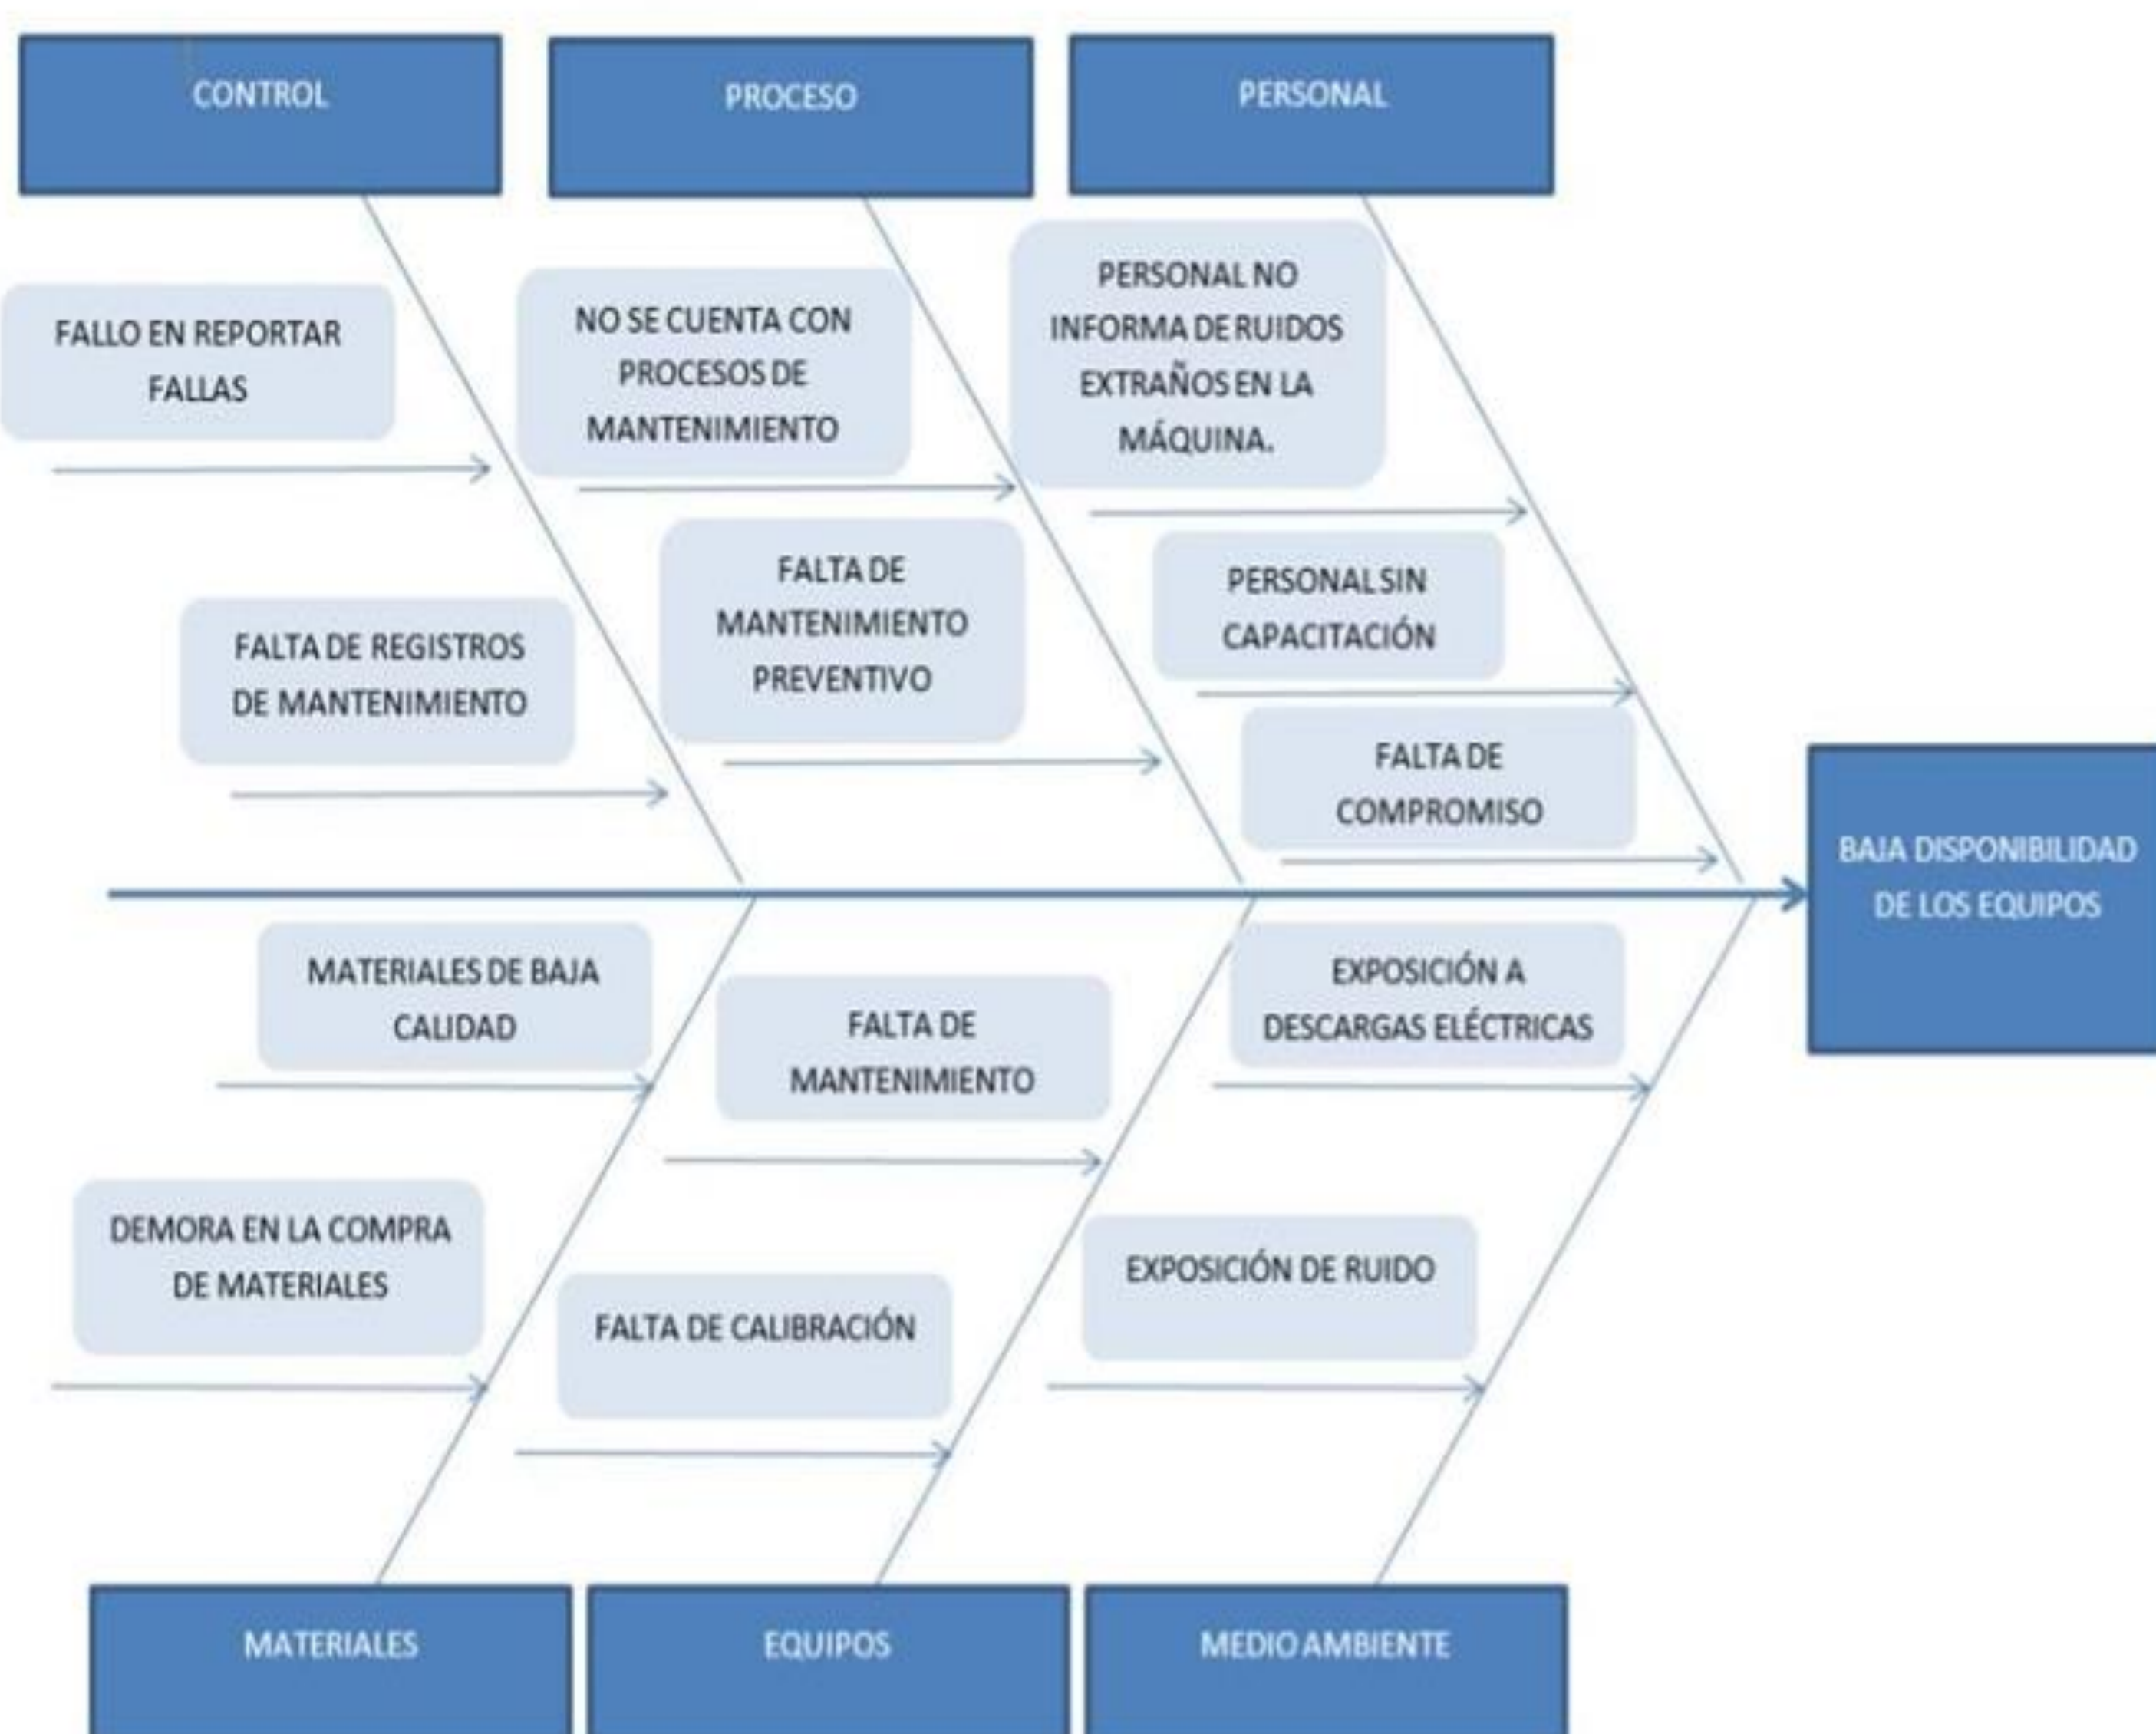 CONTROL
PROCESO
PERSONAL
FALLO EN REPORTAR
FALLAS
NO SE CUENTA CON
PROCESOS DE
MANTENIMIENTO
PERSONAL NO
INFORMA DE RUIDOS
EXTRAÑOS EN LA
MÁQUINA.
FALTA DE REGISTROS
DE MANTENIMIENTO
FALTA DE
MANTENIMIENTO
PREVENTIVO
PERSONAL SIN
CAPACITACIÓN
FALTA DE
COMPROMISO
BAJA DISPONIBILIDAD
DE LOS EQUIPOS
MATERIALES DE BAJA
CALIDAD
FALTA DE
MANTENIMIENTO
EXPOSICIÓN A
DESCARGAS ELÉCTRICAS
DEMORA EN LA COMPRA
DE MATERIALES
FALTA DE CALIBRACIÓN
EXPOSICIÓN DE RUIDO
MATERIALES
EQUIPOS
MEDIO AMBIENTE